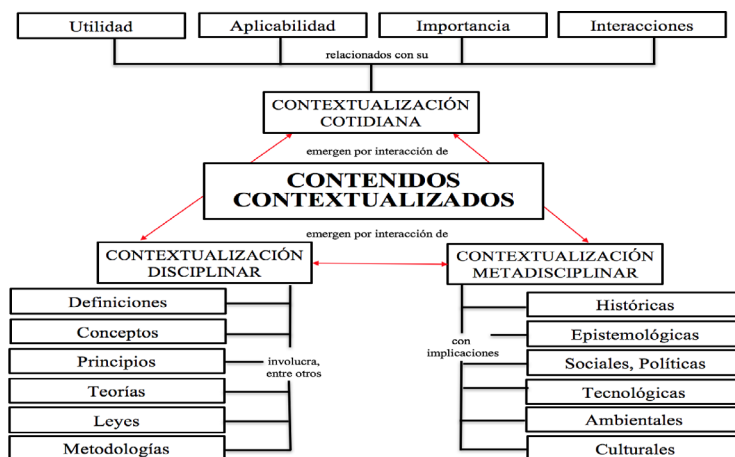 Utilidad
Aplicabilidad
Importancia
Interacciones
relacionados con su
CONTEXTUALIZACIÓN
COTIDIANA
emergen por interacción de
CONTENIDOS
CONTEXTUALIZADOS
emergen por interacción de
CONTEXTUALIZACIÓN
DISCIPLINAR
CONTEXTUALIZACIÓN
METADISCIPLINAR
Definiciones
Conceptos
Principios
Teorías
Leyes
Metodologías
involucra,
entre otros
con
implicaciones
Históricas
Epistemológicas
Sociales, Políticas
Tecnológicas
Ambientales
Culturales